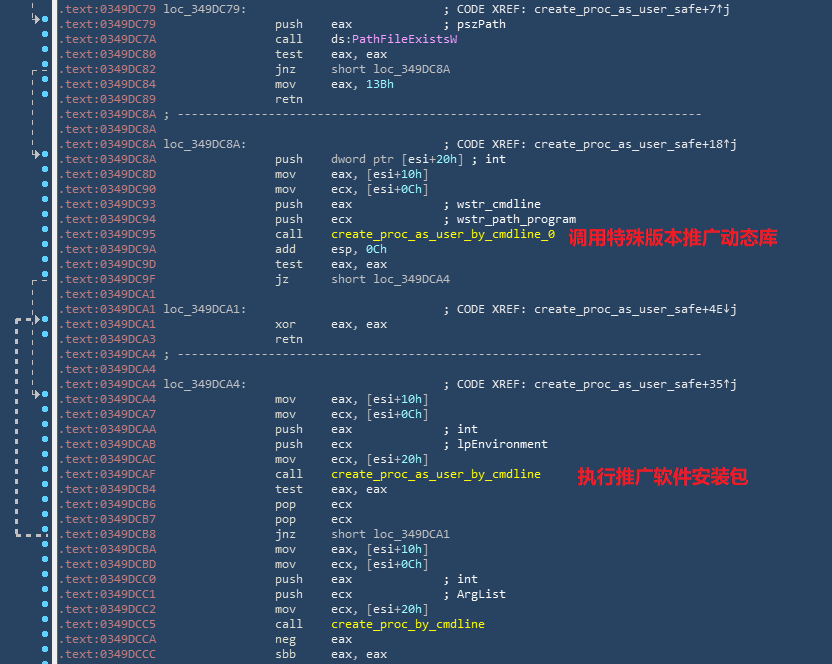 .text:0349DC79 loc_349DC79: ; CODE XREF: create_proc_as_user_safe+7↑j
.text:0349DC79 push eax ; pszPath
.text:0349DC7A call ds:PathFileExistsW
.text:0349DC80 test eax, eax
.text:0349DC82 jnz short loc_349DC8A
.text:0349DC84 mov eax, 13Bh
.text:0349DC89 retn
.text:0349DC8A ; ---------------------------------------------------------------------------
.text:0349DC8A
.text:0349DC8A loc_349DC8A: ; CODE XREF: create_proc_as_user_safe+18↑j
.text:0349DC8A push dword ptr [esi+20h] ; int
.text:0349DC8D mov eax, [esi+10h]
.text:0349DC90 mov ecx, [esi+0Ch]
.text:0349DC93 push eax ; wstr_cmdline
.text:0349DC94 push ecx ; wstr_path_program
.text:0349DC95 call create_proc_as_user_by_cmdline_0 调用特殊版本推广动态库
.text:0349DC9A add esp, 0Ch
.text:0349DC9D test eax, eax
.text:0349DC9F jz short loc_349DCA4
.text:0349DCA1
.text:0349DCA1 loc_349DCA1: ; CODE XREF: create_proc_as_user_safe+4E↓j
.text:0349DCA1 xor eax, eax
.text:0349DCA3 retn
.text:0349DCA4 ; ---------------------------------------------------------------------------
.text:0349DCA4
.text:0349DCA4 loc_349DCA4: ; CODE XREF: create_proc_as_user_safe+35↑j
.text:0349DCA4 mov eax, [esi+10h]
.text:0349DCA7 mov ecx, [esi+0Ch]
.text:0349DCAA push eax ; int
.text:0349DCAB push ecx ; lpEnvironment
.text:0349DCAC mov ecx, [esi+20h]
.text:0349DCAF call create_proc_as_user_by_cmdline 执行推广软件安装包
.text:0349DCB4 test eax, eax
.text:0349DCB6 pop ecx
.text:0349DCB7 pop ecx
.text:0349DCB8 jnz short loc_349DCA1
.text:0349DCBA mov eax, [esi+10h]
.text:0349DCBD mov ecx, [esi+0Ch]
.text:0349DCC0 push eax ; int
.text:0349DCC1 push ecx ; ArgList
.text:0349DCC2 mov ecx, [esi+20h]
.text:0349DCC5 call create_proc_by_cmdline
.text:0349DCCA neg eax
.text:0349DCCC sbb eax, eax